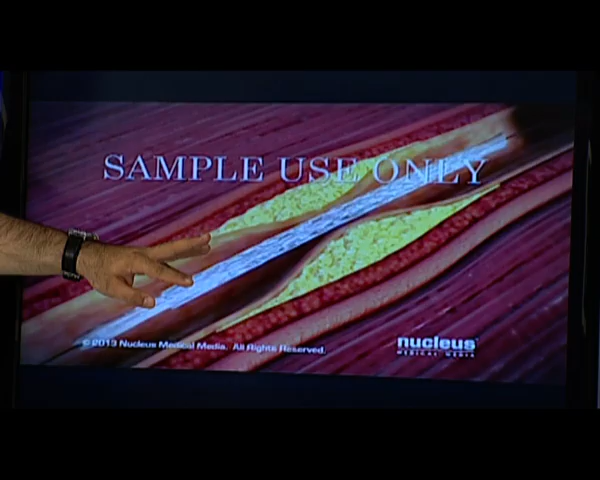 SAMPLE USE ONLY
© 2013 Nucleus Medical Media. All Rights Reserved.
nucleus
MEDICAL MEDIA